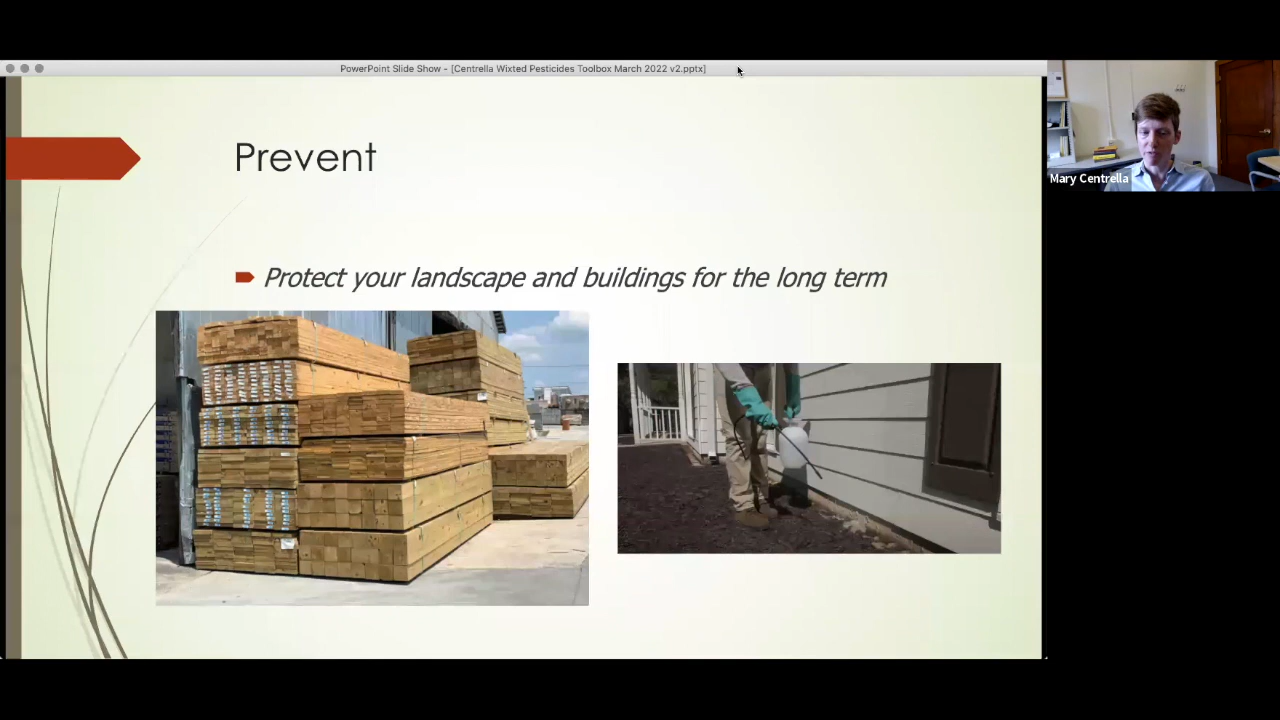 PowerPoint Slide Show - [Centrella Wixted Pesticides Toolbox March 2022 v2.pptx]
Prevent
Mary Centrella
Protect your landscape and buildings for the long term